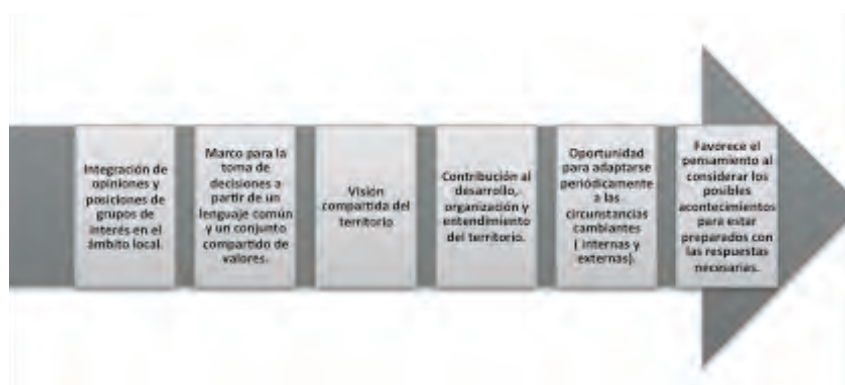 Integración de
opiniones y
posiciones de
grupos de
interés en el
ámbito local.
Marco para la
toma de
decisiones a
partir de un
lenguaje común
y un conjunto
compartido de
valores.
Visión
compartida del
territorio
Contribución al
desarrollo,
organización y
entendimiento
del territorio.
Oportunidad
para adaptarse
periódicamente
a las
circunstancias
cambiantes
( internas y
externas).
Favorece el
pensamiento al
considerar los
posibles
acontecimientos
para estar
preparados con
las respuestas
necesarias.